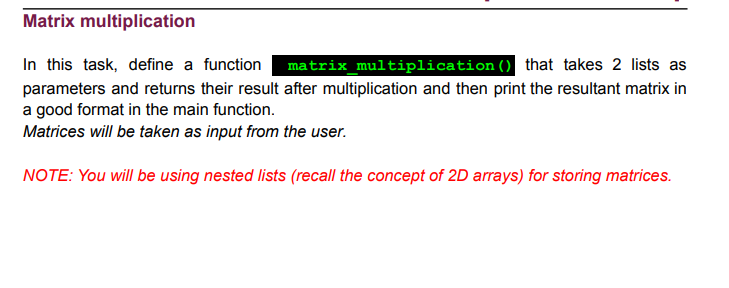 Matrix multiplication
In this task, define a function matrix_multiplication() that takes 2 lists as
parameters and returns their result after multiplication and then print the resultant matrix in
a good format in the main function.
Matrices will be taken as input from the user.
NOTE: You will be using nested lists (recall the concept of 2D arrays) for storing matrices.